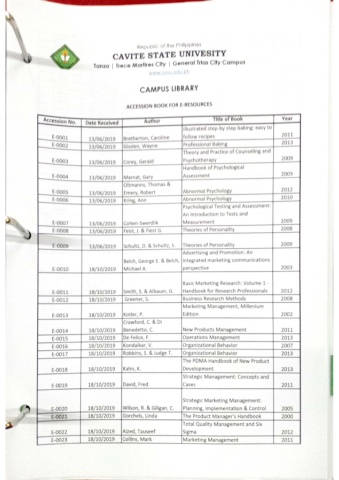 Republic of the Philippines
CAVITE STATE UNIVESITY
Tanza | Trece Martires City | General Trias City Campus
www.cvsu.edu.ph
CAMPUS LIBRARY
ACCESSION BOOK FOR E-RESOURCES
Accession No. Date Received Author Title of Book Year
E-0001 13/06/2019 Bretherton, Caroline Illustrated step by step baking: easy to follow recipes 2011
E-0002 13/06/2019 Gisslen, Wayne Professional Baking 2013
E-0003 13/06/2019 Corey, Gerald Theory and Practice of Counseling and Psychotherapy 2009
E-0004 13/06/2019 Marnat, Gary Handbook of Psychological Assessment 2003
E-0005 13/06/2019 Oltmanns, Thomas & Emery, Robert Abnormal Psychology 2012
E-0006 13/06/2019 Kring, Ann Abnormal Psychology 2010
E-0007 13/06/2019 Cohen-Swerdlik Psychological Testing and Assessment: An introduction to Tests and Measurement 2009
E-0008 13/06/2019 Feist, J. & Feist G. Theories of Personality 2008
E-0009 13/06/2019 Schultz, D. & Schultz, S. Theories of Personality 2009
E-0010 18/10/2019 Belch, George E. & Belch, Michael A. Advertising and Promotion: An integrated marketing communications perspective 2003
E-0011 18/10/2019 Smith, S. & Albaum, G. Basic Marketing Research: Volume 1 - Handbook for Research Professionals 2012
E-0012 18/10/2019 Greener, S. Business Research Methods 2008
E-0013 18/10/2019 Kotler, P. Marketing Management, Millenium Edition 2002
E-0014 18/10/2019 Crawford, C. & Di Benedetto, C. New Products Management 2011
E-0015 18/10/2019 De Felice, F. Operations Management 2013
E-0016 18/10/2019 Kondalkar, V. Organizational Behavior 2007
E-0017 18/10/2019 Robbins, S. & Judge T. Organizational Behavior 2013
E-0018 18/10/2019 Kahn, K. The PDMA Handbook of New Product Development 2013
E-0019 18/10/2019 David, Fred Strategic Management: Concepts and Cases 2011
E-0020 18/10/2019 Wilson, R. & Giligan, C. Strategic Marketing Management: Planning, Implementation & Control 2005
E-0021 18/10/2019 Gorchels, Linda The Product Manager's Handbook 2000
E-0022 18/10/2019 Aized, Tauseef Total Quality Management and Six Sigma 2012
E-0023 18/10/2019 Collins, Mark Marketing Management 2011